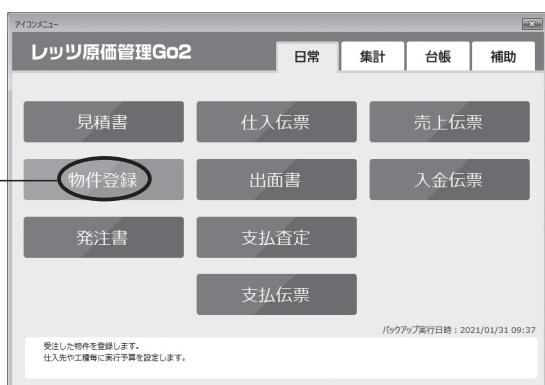 アイコンメニュー
レッツ原価管理Go2
日常 集計 台帳 補助
見積書 仕入伝票 売上伝票
物件登録 出面書 入金伝票
発注書 支払査定
支払伝票
バックアップ実行日時：2021/01/31 09:37
受注した物件を登録します。
仕入先や工種毎に実行予算を設定します。